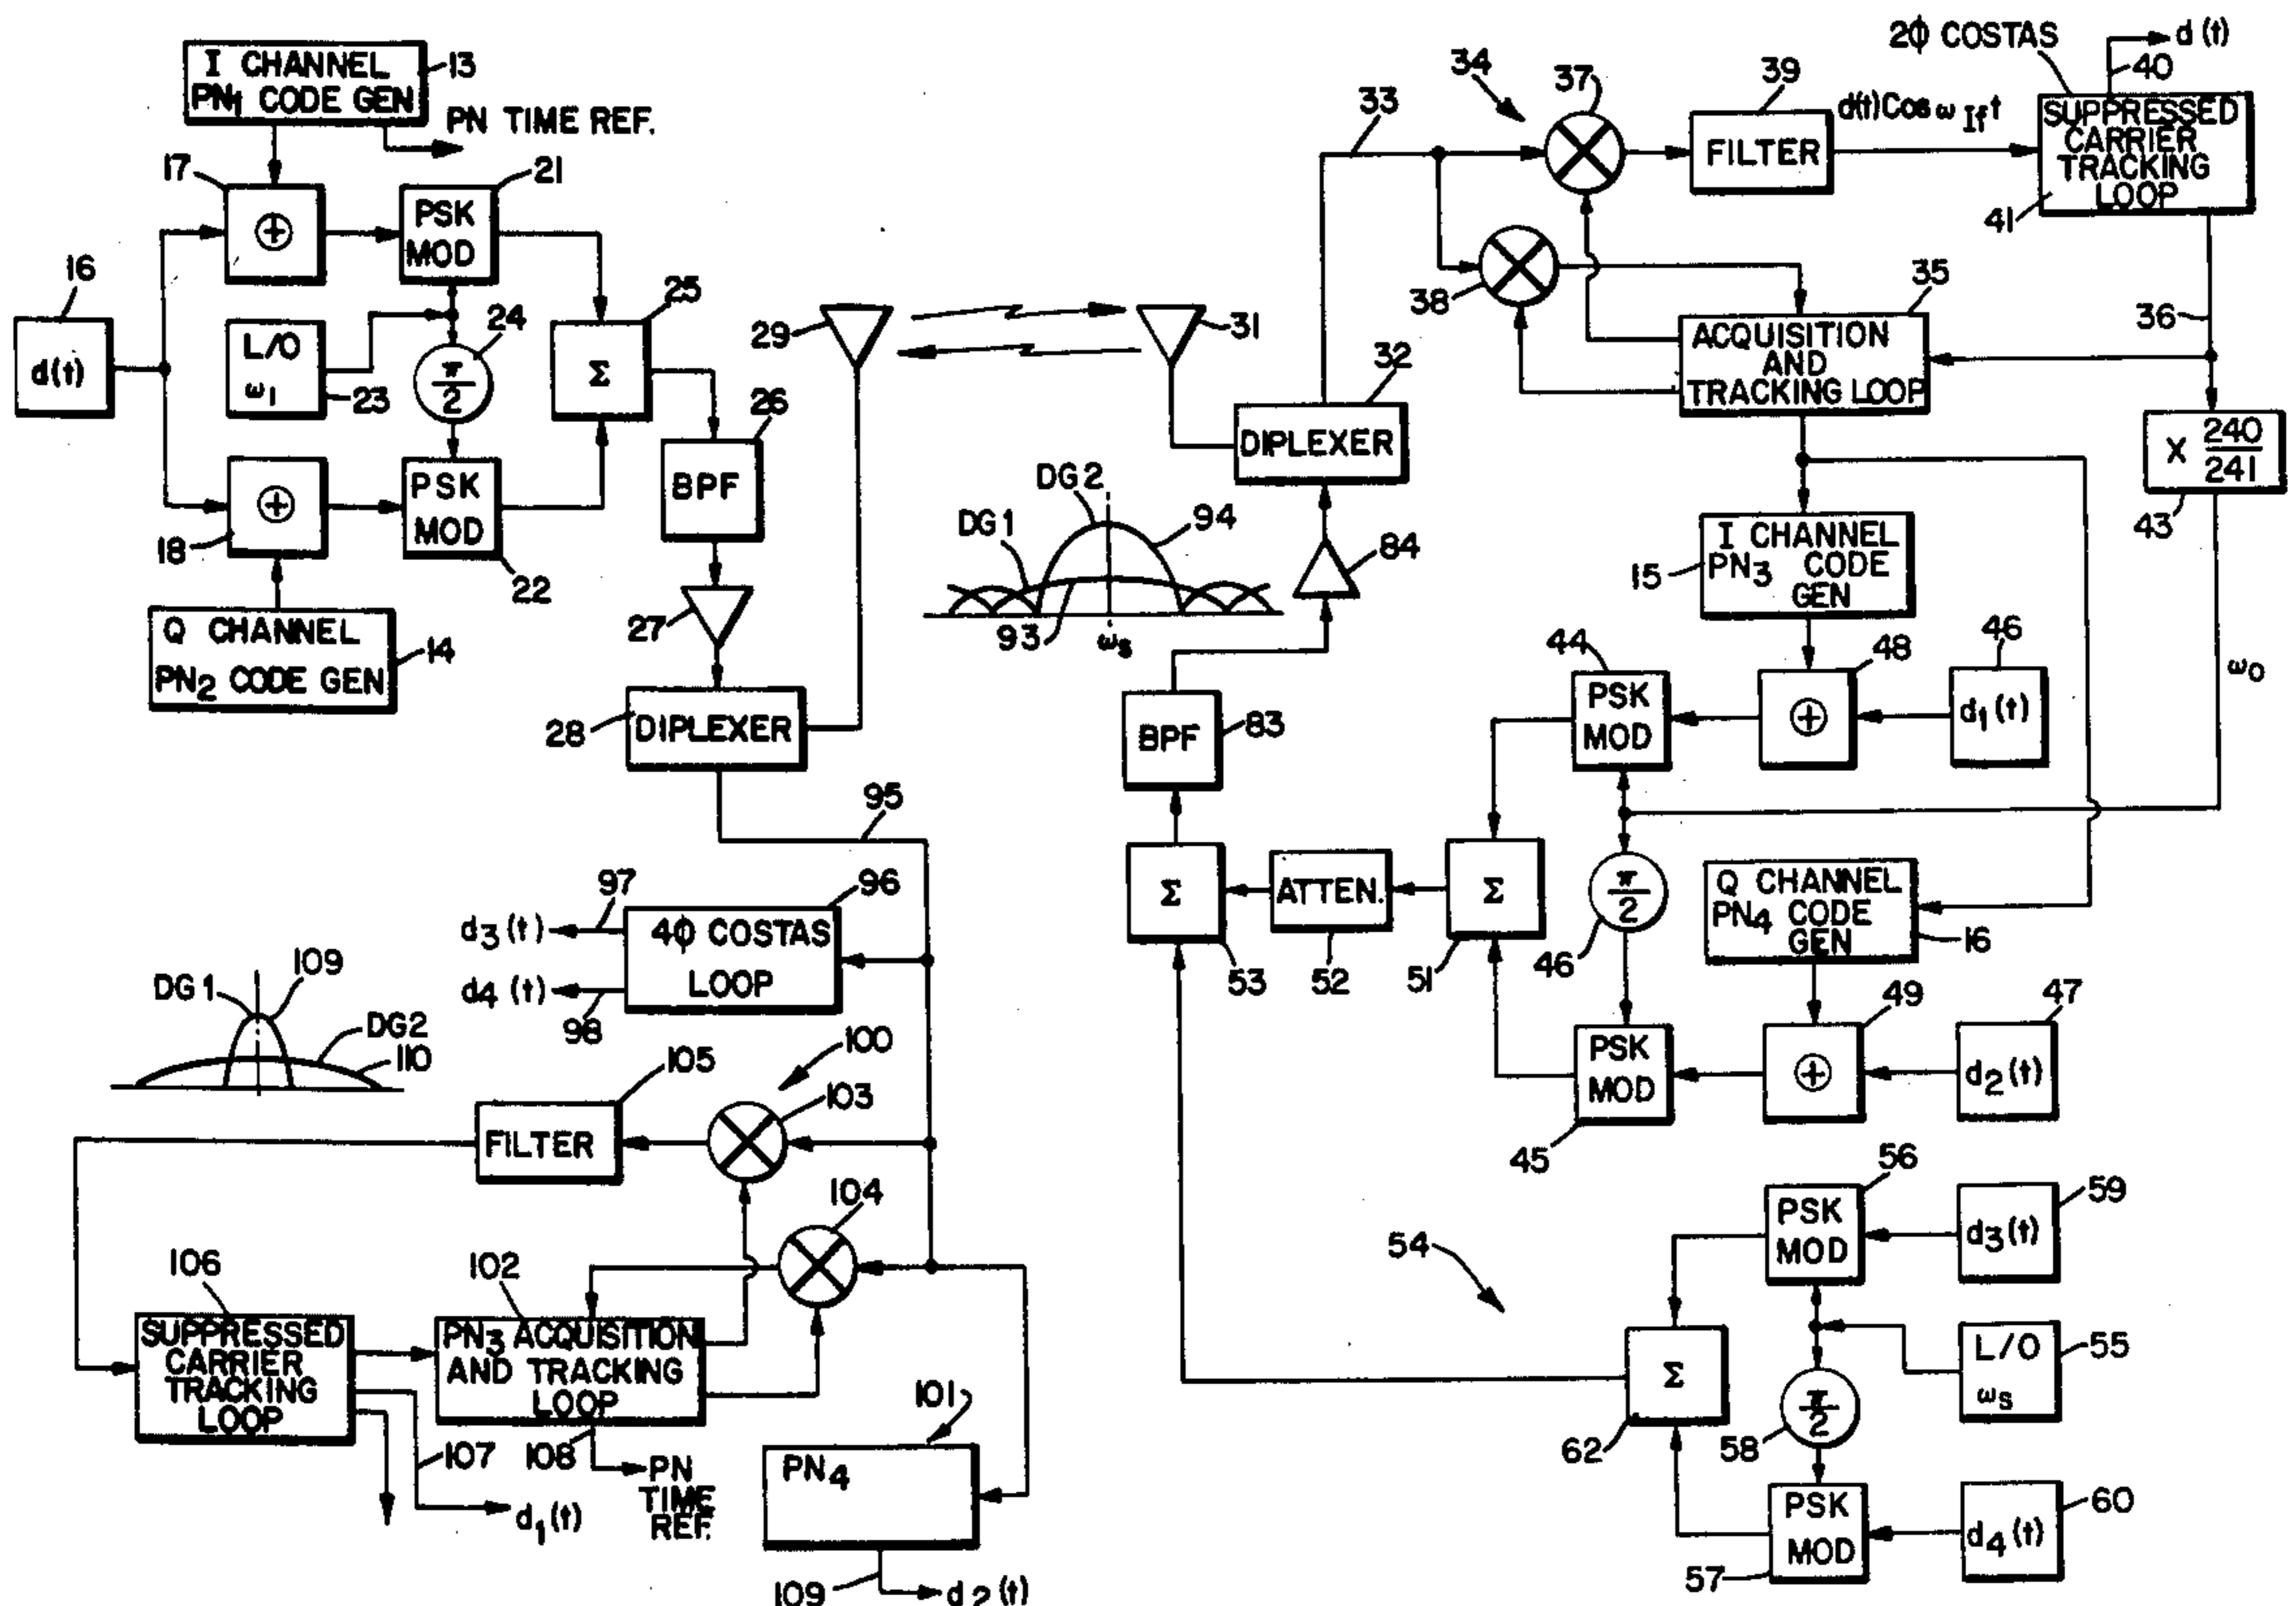 I CHANNEL
PN1 CODE GEN
13
PN TIME REF.
17
⊕
21
PSK
MOD
16
d(t)
L/O
ω1
23
24
π/2
25
Σ
18
⊕
PSK
MOD
22
Q CHANNEL
PN2 CODE GEN
14
26
BPF
27
28
DIPLEXER
29
31
32
DIPLEXER
33
34
37
38
39
FILTER
d(t)Cos ω If t
2ϕ COSTAS
d(t)
40
SUPPRESSED
CARRIER
TRACKING
LOOP
41
35
ACQUISITION
AND
TRACKING LOOP
36
X 240/241
43
ω0
I CHANNEL
PN3 CODE
GEN
15
44
PSK
MOD
48
⊕
46
d1(t)
π/2
46
Q CHANNEL
PN4 CODE
GEN
16
49
⊕
47
d2(t)
PSK
MOD
45
51
Σ
ATTEN.
52
Σ
53
BPF
83
84
DG1
DG2
94
93
ωs
54
56
PSK
MOD
59
d3(t)
L/O
ωs
55
π/2
58
Σ
62
PSK
MOD
57
d4(t)
60
95
96
4ϕ COSTAS
LOOP
97
d3(t)
d4(t)
98
DG1
109
DG2
110
100
103
105
FILTER
104
106
SUPPRESSED
CARRIER
TRACKING
LOOP
102
PN3 ACQUISITION
AND TRACKING
LOOP
107
d1(t)
108
PN
TIME
REF.
101
PN4
109
d2(t)